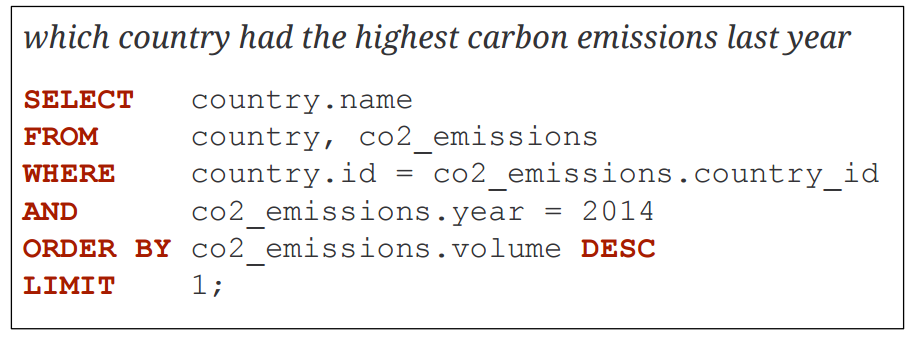 which country had the highest carbon emissions last year
SELECT country.name
FROM country, co2_emissions
WHERE country.id = co2_emissions.country_id
AND co2_emissions.year = 2014
ORDER BY co2_emissions.volume DESC
LIMIT 1;